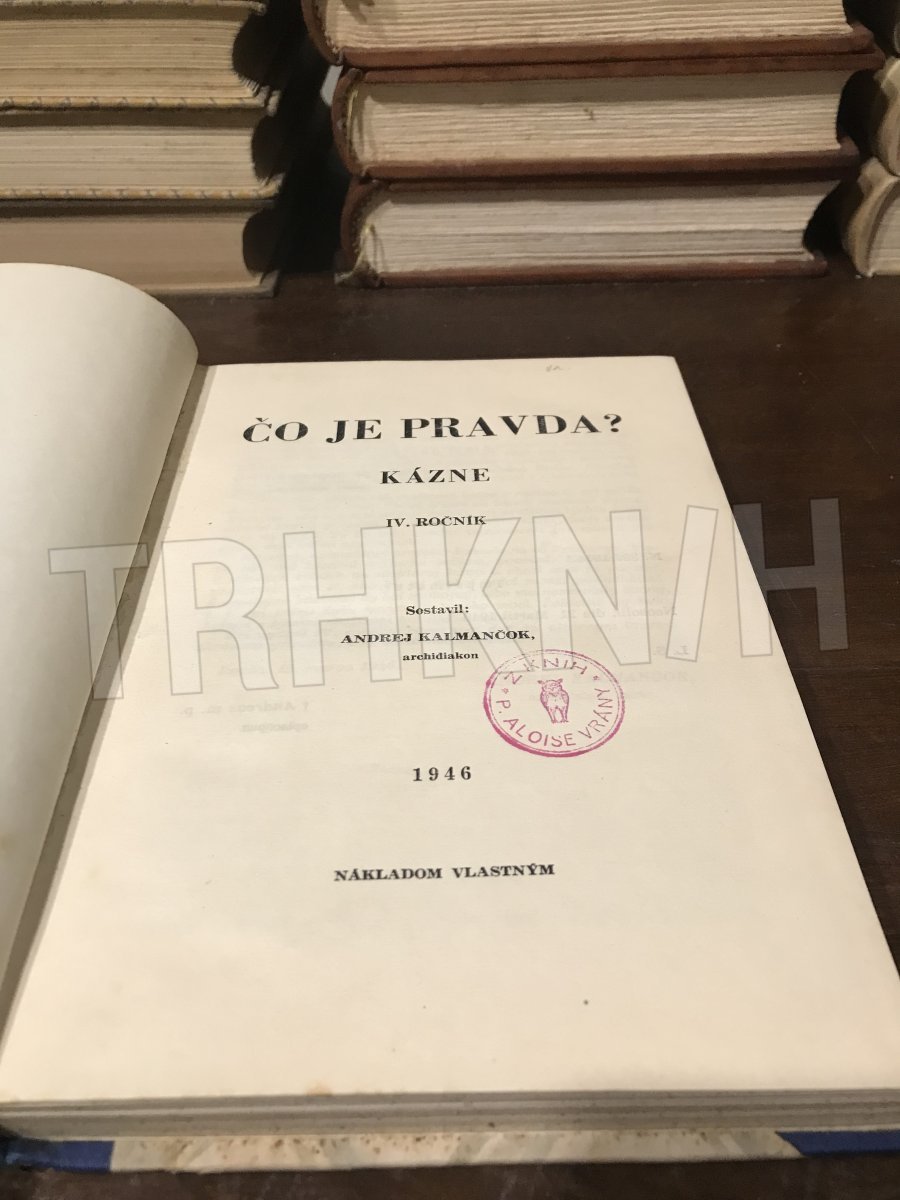 ČO JE PRAVDA?
KÁZNE
IV. ROČNÍK
TRHKNIH
Sostavil:
ANDREJ KALMANČOK,
archidiakon
Z KNIH
P. ALOISE VRÁNY
1946
NÁKLADOM VLASTNÝM